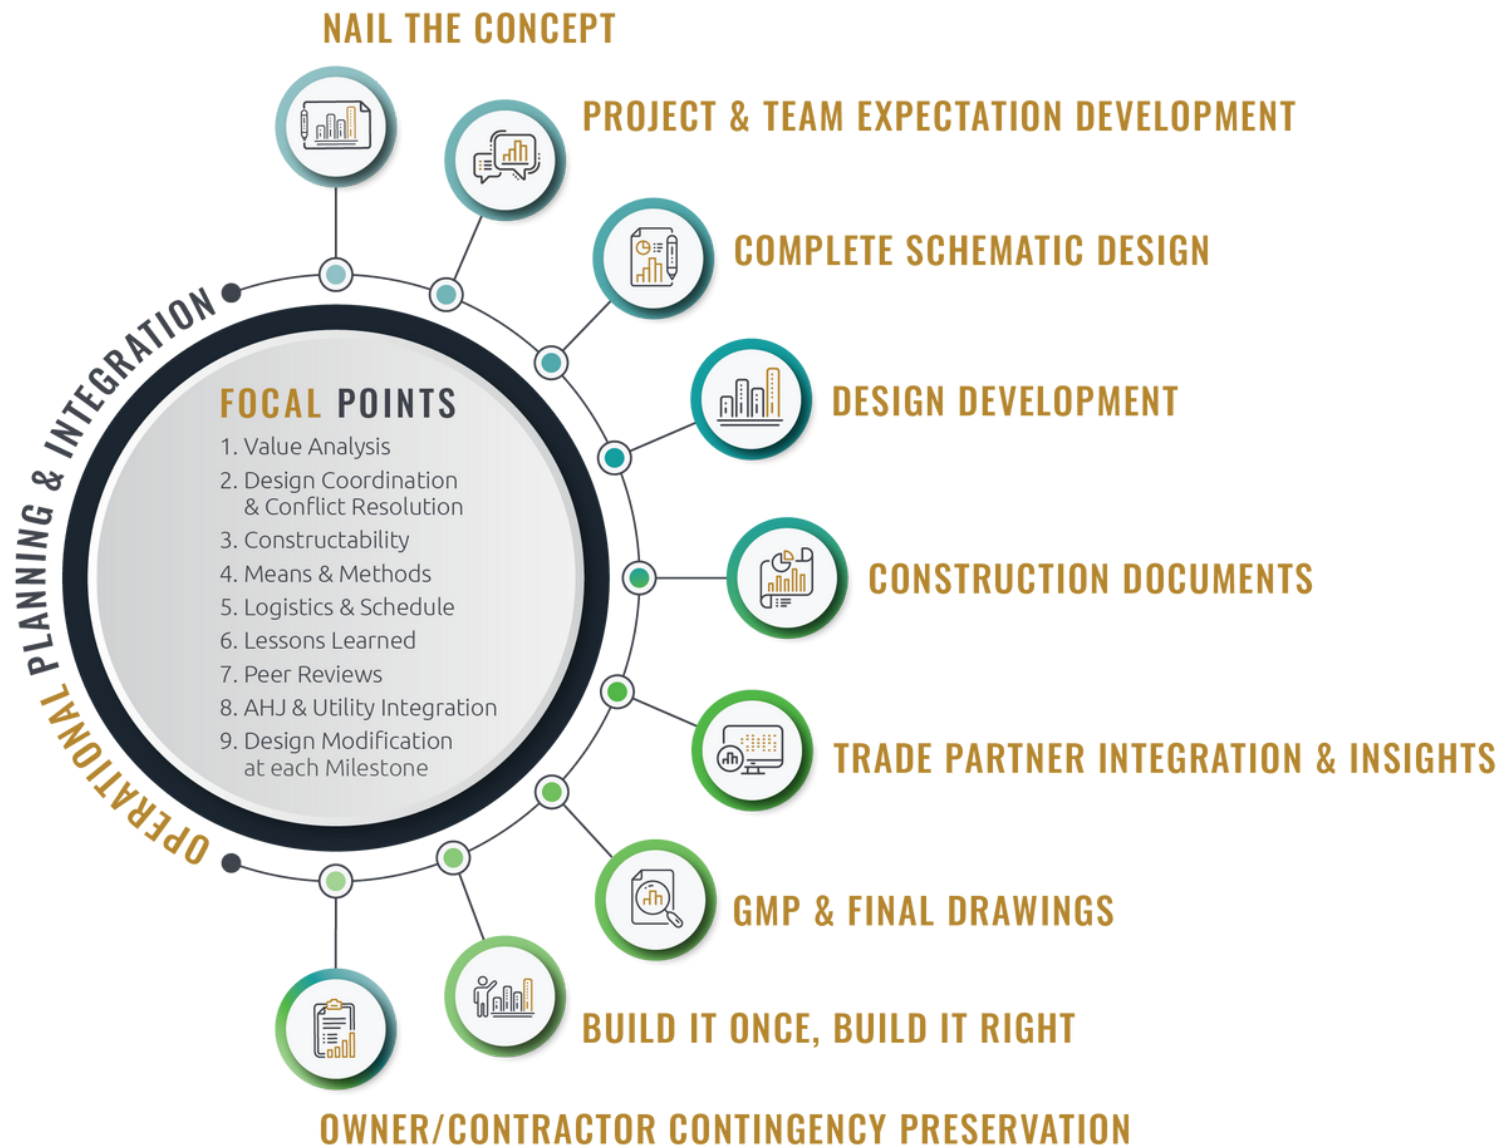 NAIL THE CONCEPT
PROJECT & TEAM EXPECTATION DEVELOPMENT
COMPLETE SCHEMATIC DESIGN
DESIGN DEVELOPMENT
CONSTRUCTION DOCUMENTS
TRADE PARTNER INTEGRATION & INSIGHTS
GMP & FINAL DRAWINGS
BUILD IT ONCE, BUILD IT RIGHT
OWNER/CONTRACTOR CONTINGENCY PRESERVATION
OPERATIONAL PLANNING & INTEGRATION
FOCAL POINTS
1. Value Analysis
2. Design Coordination
& Conflict Resolution
3. Constructability
4. Means & Methods
5. Logistics & Schedule
6. Lessons Learned
7. Peer Reviews
8. AHJ & Utility Integration
9. Design Modification
at each Milestone